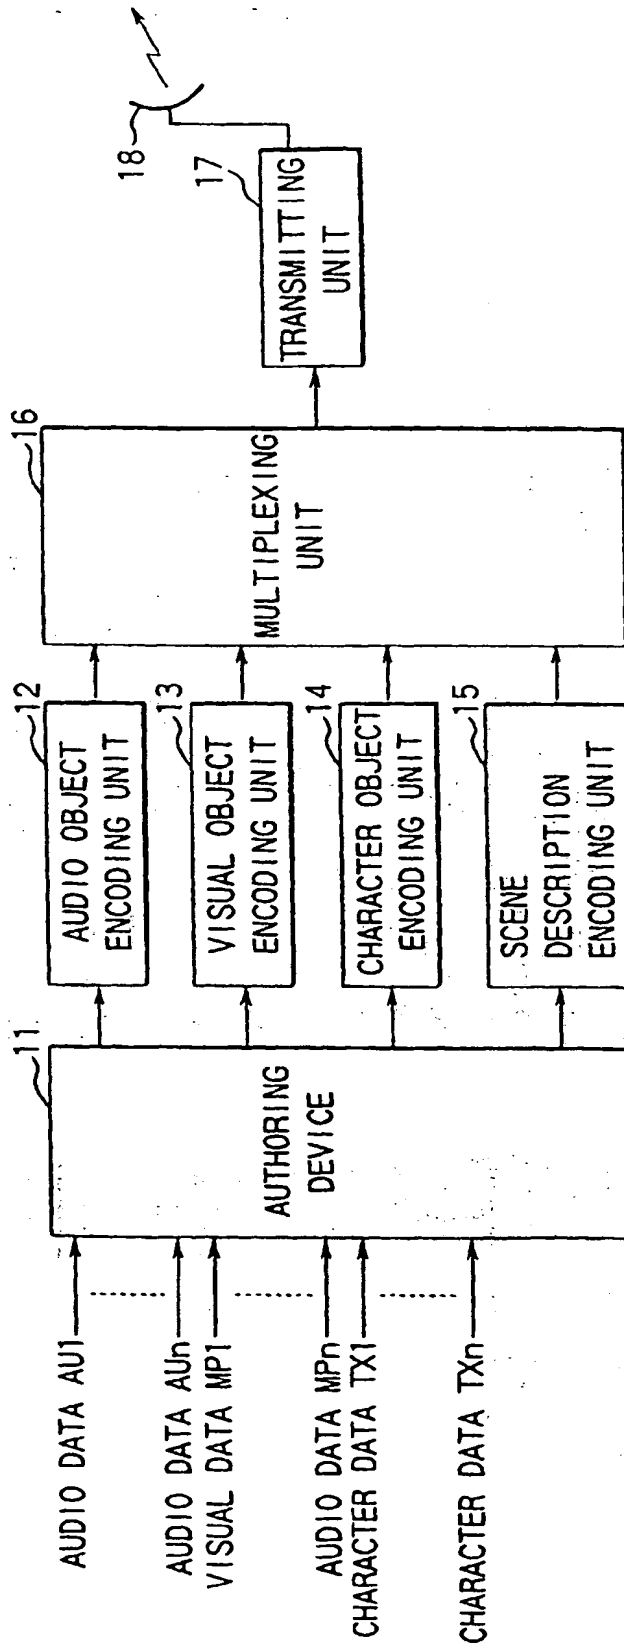 AUDIO DATA AU1
AUDIO DATA AUn
VISUAL DATA MP1
AUDIO DATA MPn
CHARACTER DATA TX1
CHARACTER DATA TXn
11
AUTHORING
DEVICE
12
AUDIO OBJECT
ENCODING UNIT
13
VISUAL OBJECT
ENCODING UNIT
14
CHARACTER OBJECT
ENCODING UNIT
15
SCENE
DESCRIPTION
ENCODING UNIT
16
MULTIPLEXING
UNIT
17
TRANSMITTING
UNIT
18